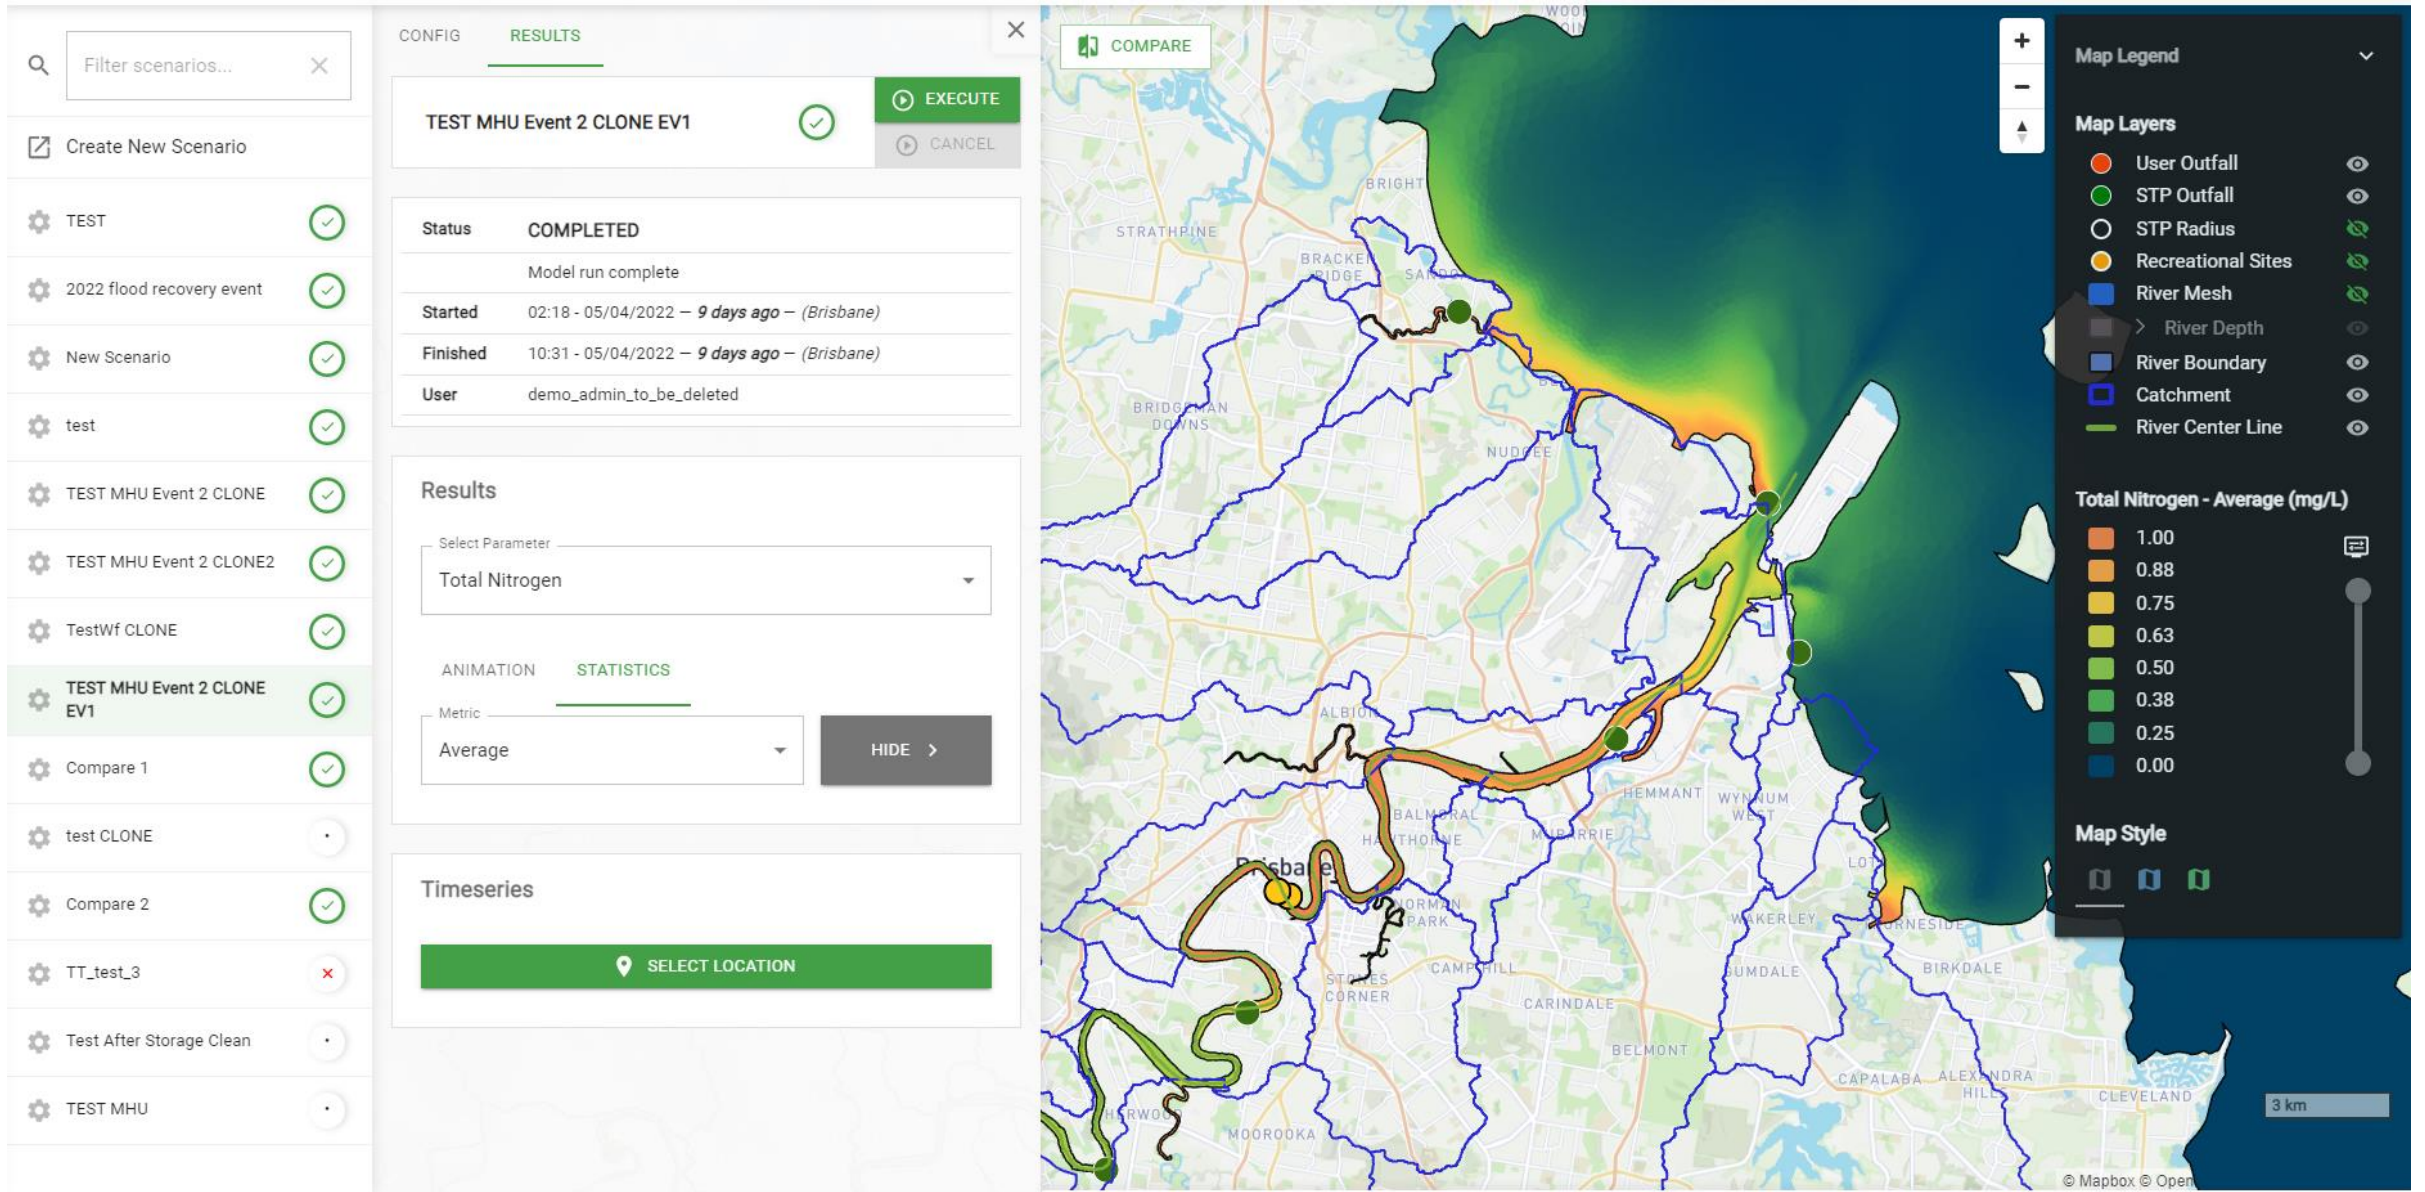 Filter scenarios...
Create New Scenario
TEST
2022 flood recovery event
New Scenario
test
TEST MHU Event 2 CLONE
TEST MHU Event 2 CLONE2
TestWf CLONE
TEST MHU Event 2 CLONE
EV1
Compare 1
test CLONE
Compare 2
TT_test_3
Test After Storage Clean
TEST MHU
CONFIG
RESULTS
TEST MHU Event 2 CLONE EV1
EXECUTE
CANCEL
Status COMPLETED
Model run complete
Started 02:18 - 05/04/2022 – 9 days ago – (Brisbane)
Finished 10:31 - 05/04/2022 – 9 days ago – (Brisbane)
User demo_admin_to_be_deleted
Results
Select Parameter
Total Nitrogen
ANIMATION
STATISTICS
Metric
Average
HIDE
Timeseries
SELECT LOCATION
COMPARE
BRIGHT
STRATHPINE
BRACKEN
RIDGE
BRIDGEMAN
DOWNS
NUDGEE
ALBION
HEMMANT
WYNNUM
WEST
BALMORAL
HAWTHORNE
MURARRIE
Brisbane
NORMAN
PARK
WAKERLEY
STONES
CORNER
CAMP HILL
GUMDALE
BIRKDALE
CARINDALE
BELMONT
CAPALABA
ALEXANDRA
CLEVELAND
MOOROOKA
+
−
Map Legend
Map Layers
User Outfall
STP Outfall
STP Radius
Recreational Sites
River Mesh
River Depth
River Boundary
Catchment
River Center Line
Total Nitrogen - Average (mg/L)
1.00
0.88
0.75
0.63
0.50
0.38
0.25
0.00
Map Style
3 km
© Mapbox © Open